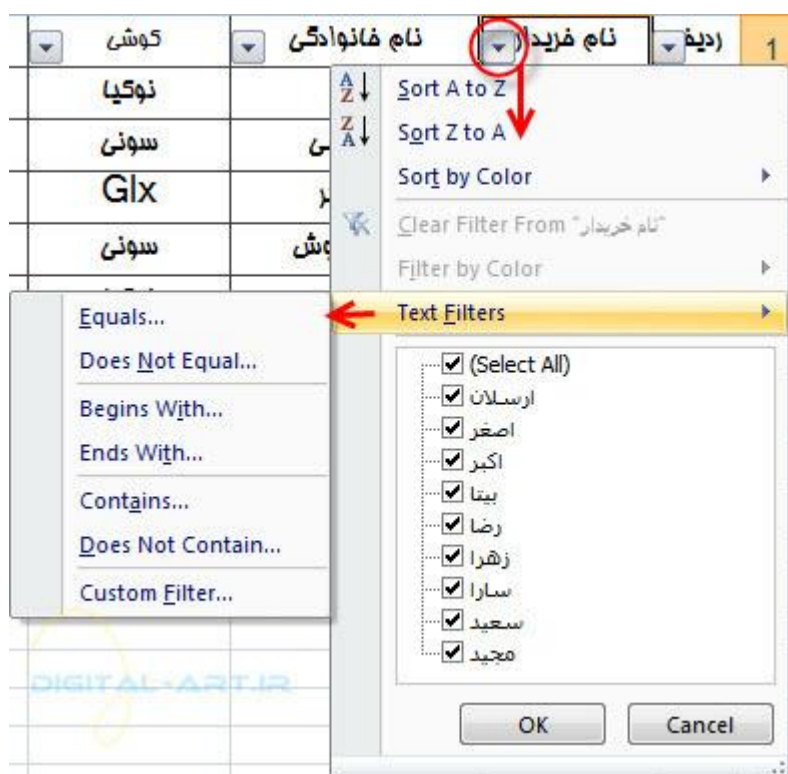 1 ردیف نام خریدار نام خانوادگی گوشی
نوکیا
سونی
Glx
سونی
Sort A to Z
Sort Z to A
Sort by Color
Clear Filter From "نام خریدار"
Filter by Color
Text Filters
(Select All)
ارسلان
اصغر
اکبر
بیتا
رضا
زهرا
سارا
سعید
مجید
OK Cancel
Equals...
Does Not Equal...
Begins With...
Ends With...
Contains...
Does Not Contain...
Custom Filter...
DIGITAL-ART.IR